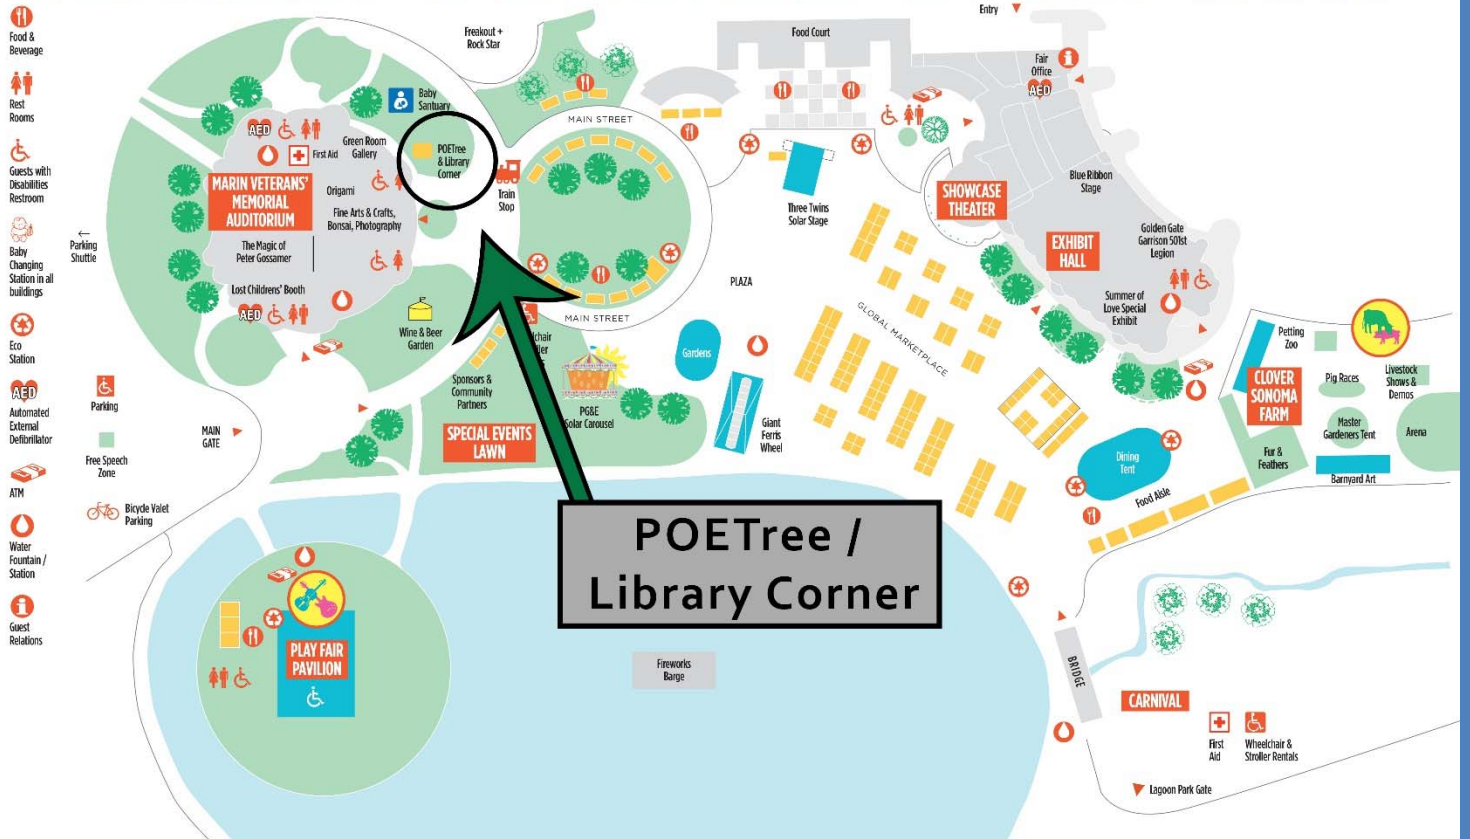 Food &
Beverage
Rest
Rooms
Guests with
Disabilities
Restroom
Baby
Changing
Station in all
buildings
Eco
Station
AED
Automated
External
Defibrillator
ATM
Water
Fountain /
Station
Guest
Relations
←
Parking
Shuttle
Parking
Free Speech
Zone
Bicycle Valet
Parking
MAIN
GATE
AED
First Aid
Green Room
Gallery
MARIN VETERANS'
MEMORIAL
AUDITORIUM
Origami
Fine Arts & Crafts,
Bonsai, Photography
The Magic of
Peter Gossamer
Lost Childrens' Booth
AED
Baby
Santuary
POETree
& Library
Corner
Freakout +
Rock Star
Train
Stop
MAIN STREET
MAIN STREET
Wine & Beer
Garden
Sponsors &
Community
Partners
PG&E
Solar Carousel
SPECIAL EVENTS
LAWN
Food Court
Three Twins
Solar Stage
PLAZA
Gardens
Giant
Ferris
Wheel
GLOBAL MARKETPLACE
Entry
Fair
Office
AED
SHOWCASE
THEATER
Blue Ribbon
Stage
EXHIBIT
HALL
Golden Gate
Garrison 501st
Legion
Summer of
Love Special
Exhibit
Petting
Zoo
CLOVER
SONOMA
FARM
Pig Races
Livestock
Shows &
Demos
Master
Gardeners Tent
Arena
Fur &
Feathers
Barnyard Art
Dining
Tent
Food Aisle
POETree /
Library Corner
PLAY FAIR
PAVILION
Fireworks
Barge
BRIDGE
CARNIVAL
First
Aid
Wheelchair &
Stroller Rentals
Lagoon Park Gate